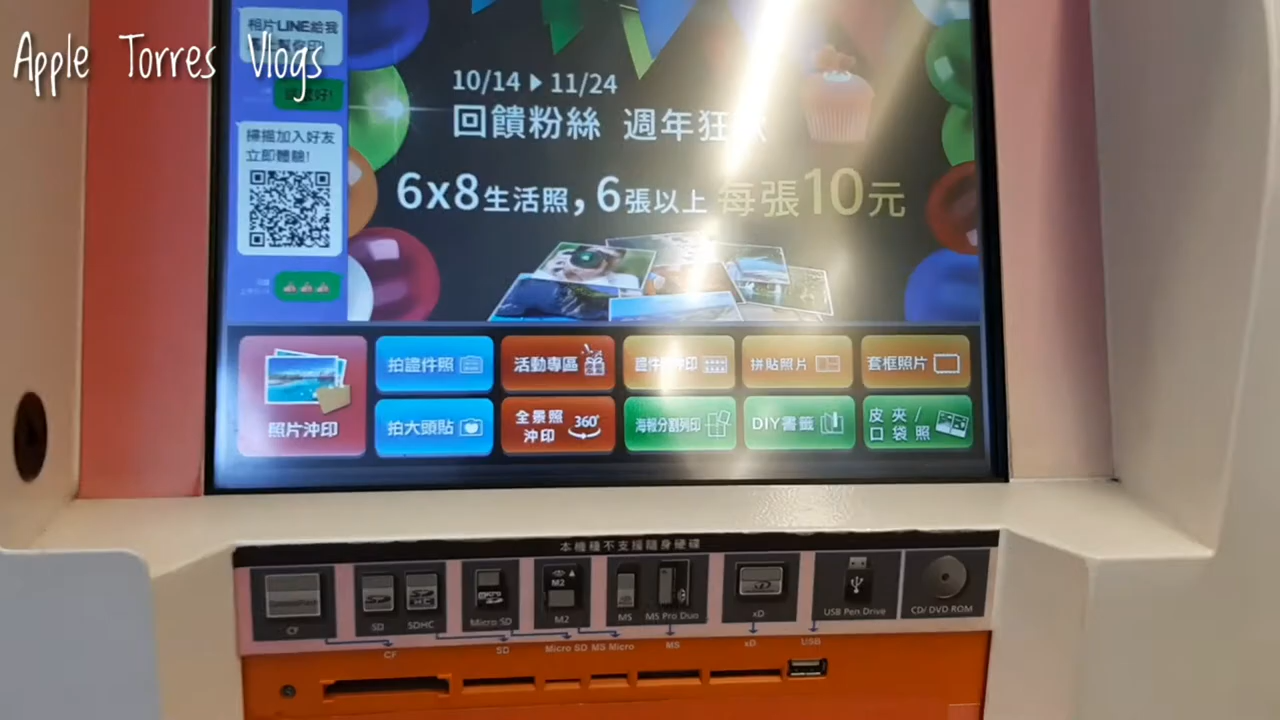 Apple Torres Vlogs
相片LINE給我
掃描加入好友
立即體驗!
10/14 ▶ 11/24
回饋粉絲 週年狂歡
6x8生活照,6張以上 每張10元
照片沖印
拍證件照
活動專區
證件照沖印
拼貼照片
套框照片
拍大頭貼
全景照
沖印
360°
海報分割列印
DIY書籤
皮夾/
口袋照
本機種不支援隨身硬碟
CF
SD
SDHC
Micro SD
M2
M2
MS
MS Pro Duo
xD
USB Pen Drive
CD/DVD ROM
CF
SD
Micro SD
MS Micro
MS
xD
USB